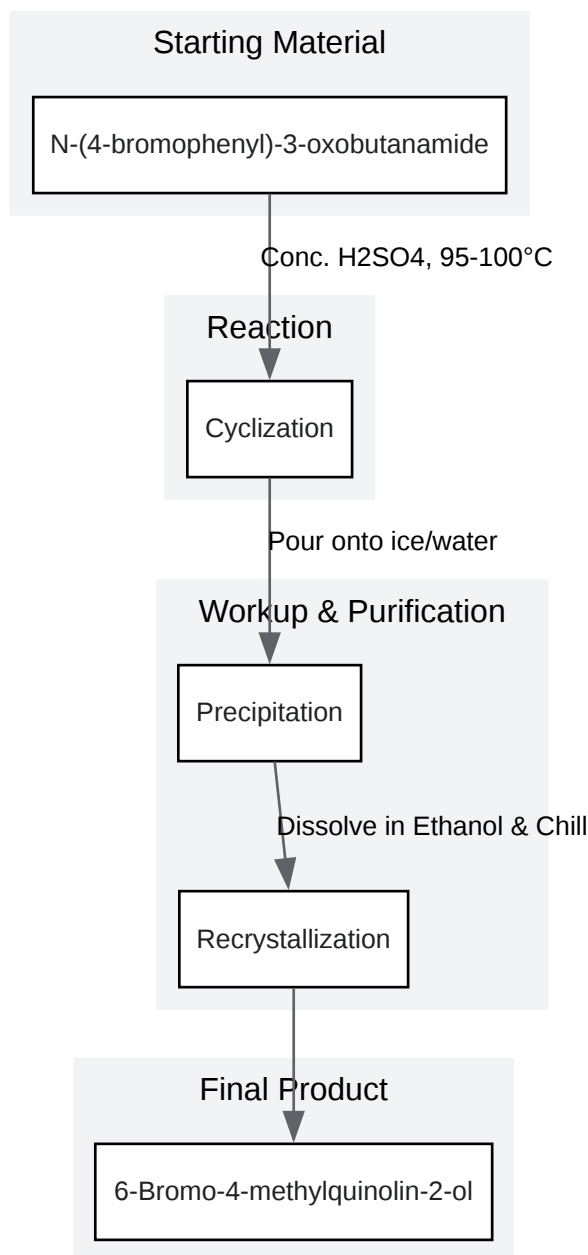 Starting Material
N-(4-bromophenyl)-3-oxobutanamide
Conc. H2SO4, 95-100°C
Reaction
Cyclization
Pour onto ice/water
Workup & Purification
Precipitation
Dissolve in Ethanol & Chill
Recrystallization
Final Product
6-Bromo-4-methylquinolin-2-ol